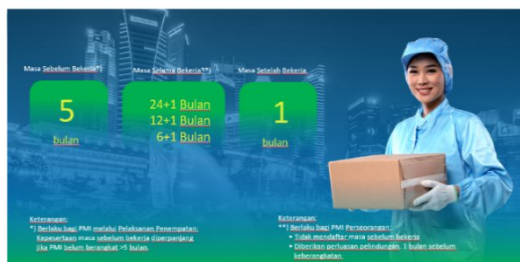 Masa Sebelum Bekerja*)
5
bulan
Masa Selama Bekerja**)
24+1 Bulan
12+1 Bulan
6+1 Bulan
Masa Setelah Bekerja
1
bulan
Keterangan:
*) Berlaku bagi PMI melalui Pelaksanan Penempatan:
Kepesertaan masa sebelum bekerja diperpanjang
jika PMI belum berangkat >5 bulan.
Keterangan:
**) Berlaku bagi PMI Perseorangan:
• Tidak mendaftar masa sebelum bekerja
• Diberikan perluasan pelindungan, 1 bulan sebelum
keberangkatan.